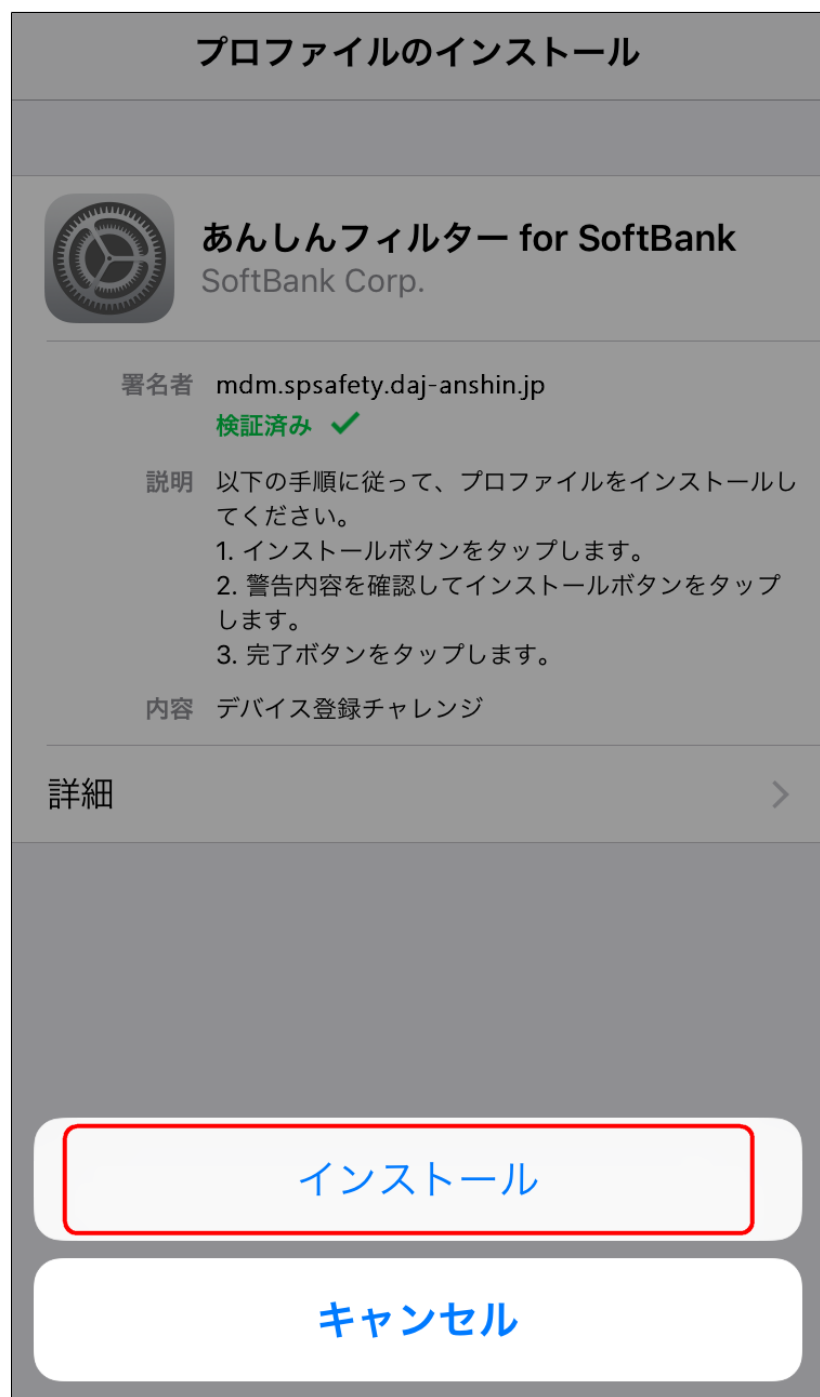 プロファイルのインストール
あんしんフィルター for SoftBank
SoftBank Corp.
署名者 mdm.spsafety.daj-anshin.jp
検証済み
説明 以下の手順に従って、プロファイルをインストールし
てください。
1. インストールボタンをタップします。
2. 警告内容を確認してインストールボタンをタップ
します。
3. 完了ボタンをタップします。
内容 デバイス登録チャレンジ
詳細
インストール
キャンセル